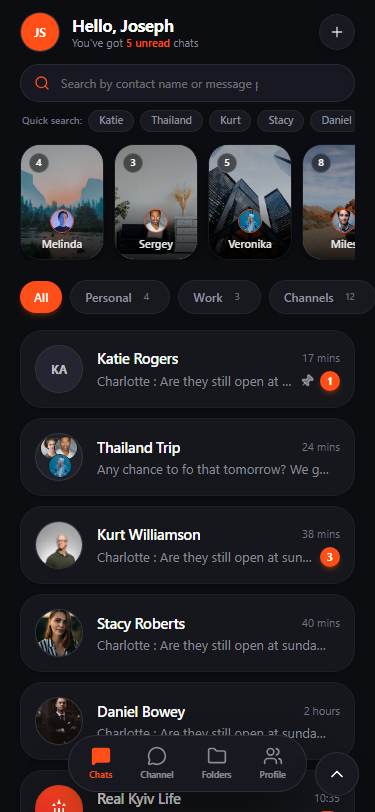 JS
Hello, Joseph
You've got 5 unread chats
Search by contact name or message
Quick search: Katie Thailand Kurt Stacy Daniel
4 3 5 8
Melinda Sergey Veronika Miles
All Personal 4 Work 3 Channels 12
KA
Katie Rogers 17 mins
Charlotte : Are they still open at ... 1
Thailand Trip 24 mins
Any chance to fo that tomorrow? We g...
Kurt Williamson 38 mins
Charlotte : Are they still open at sun... 3
Stacy Roberts 40 mins
Charlotte : Are they still open at sunda...
Daniel Bowey 2 hours
Charlotte : Are they still open at sunda...
Real Kyiv Life 10:35
Chats Channel Folders Profile